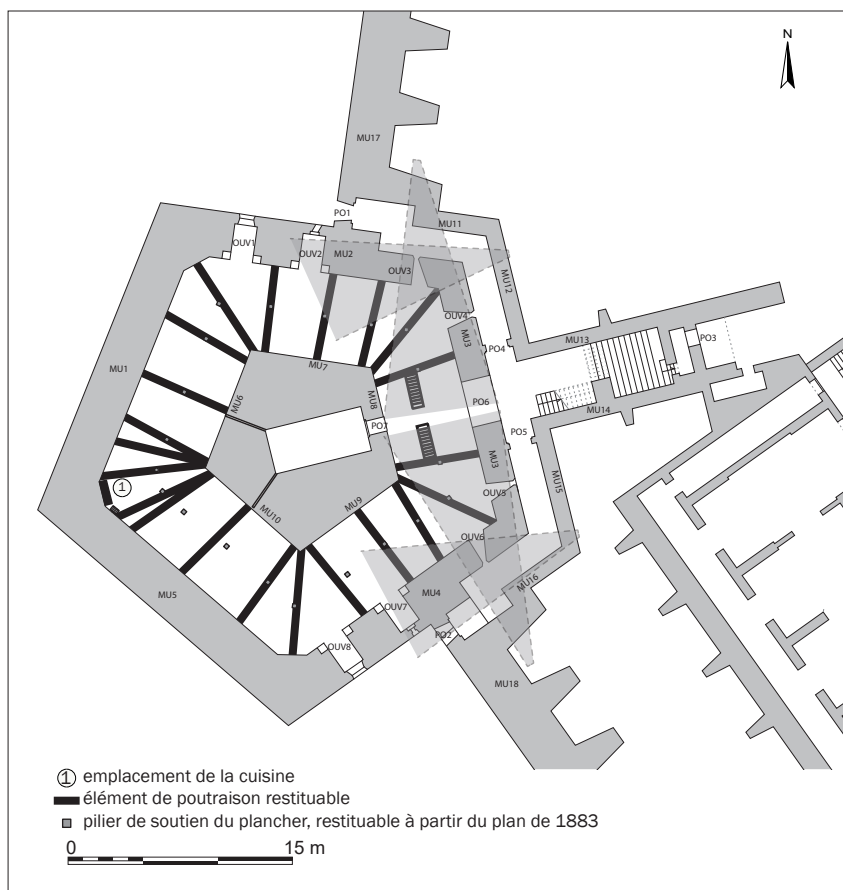 N
MU17
PO1
MU11
OUV1
OUV2
MU2
OUV3
MU12
OUV4
MU13
PO3
MU3
PO4
MU1
MU7
MU6
MU8
PO6
MU14
PO7
PO5
MU3
1
MU9
OUV5
MU15
MU10
OUV6
MU16
MU5
MU4
OUV7
PO2
OUV8
MU18
1 emplacement de la cuisine
élément de poutraison restituable
pilier de soutien du plancher, restituable à partir du plan de 1883
0 15 m